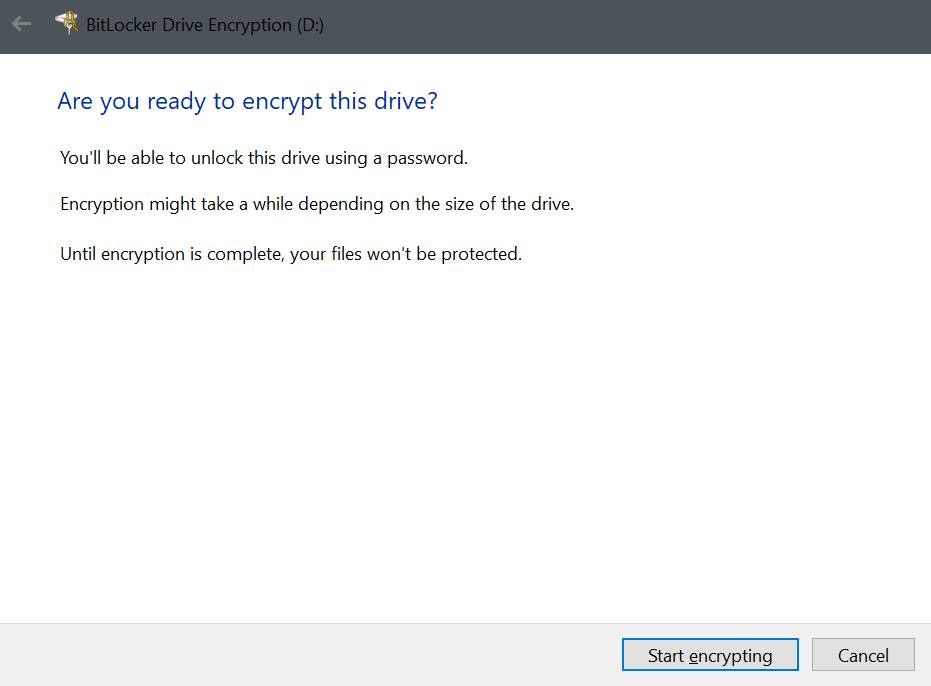 BitLocker Drive Encryption (D:)
Are you ready to encrypt this drive?
You'll be able to unlock this drive using a password.
Encryption might take a while depending on the size of the drive.
Until encryption is complete, your files won't be protected.
Start encrypting
Cancel